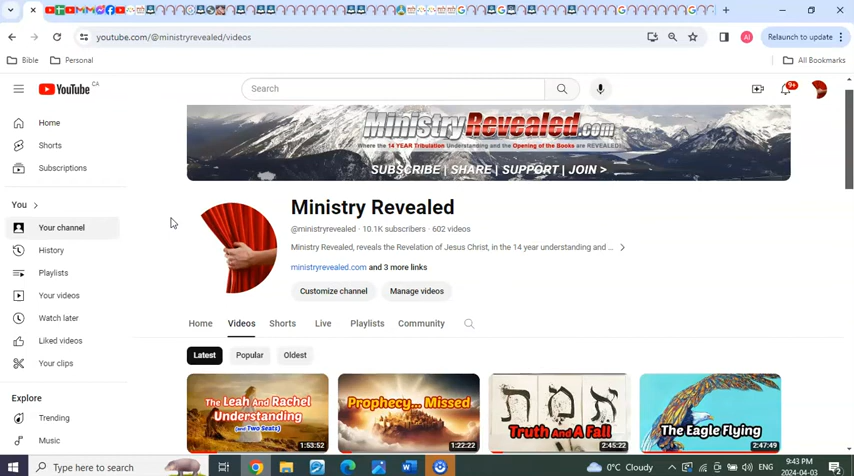 youtube.com/@ministryrevealed/videos
AI
Relaunch to update
Bible
Personal
All Bookmarks
YouTube CA
Search
9+
Home
Shorts
Subscriptions
You
Your channel
History
Playlists
Your videos
Watch later
Liked videos
Your clips
Explore
Trending
Music
MinistryRevealed.com
Where the 14 YEAR Tribulation Understanding and the Opening of the Books are REVEALED!
SUBSCRIBE | SHARE | SUPPORT | JOIN >
Ministry Revealed
@ministryrevealed · 10.1K subscribers · 602 videos
Ministry Revealed, reveals the Revelation of Jesus Christ, in the 14 year understanding and ...
ministryrevealed.com and 3 more links
Customize channel
Manage videos
Home Videos Shorts Live Playlists Community
Latest Popular Oldest
The Leah And Rachel
Understanding
(and Two Seats)
1:53:52
Prophecy... Missed
1:22:22
אמת
Truth And A Fall
2:45:22
The Eagle Flying
2:47:49
Type here to search
0°C Cloudy
9:43 PM
2024-04-03
2